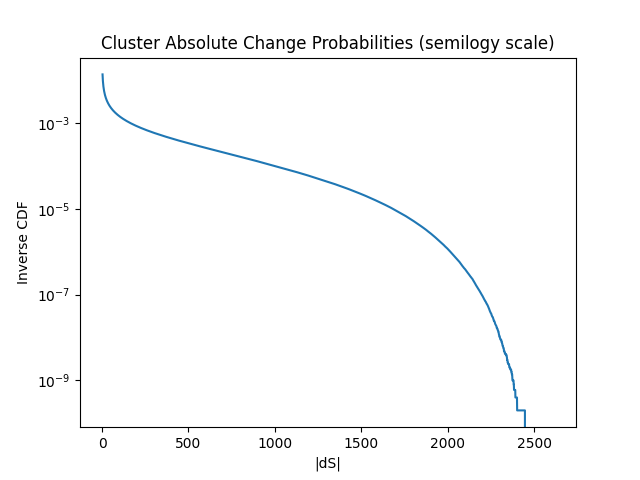 Cluster Absolute Change Probabilities (semilogy scale)
Inverse CDF
10⁻³
10⁻⁵
10⁻⁷
10⁻⁹
0 500 1000 1500 2000 2500
|dS|